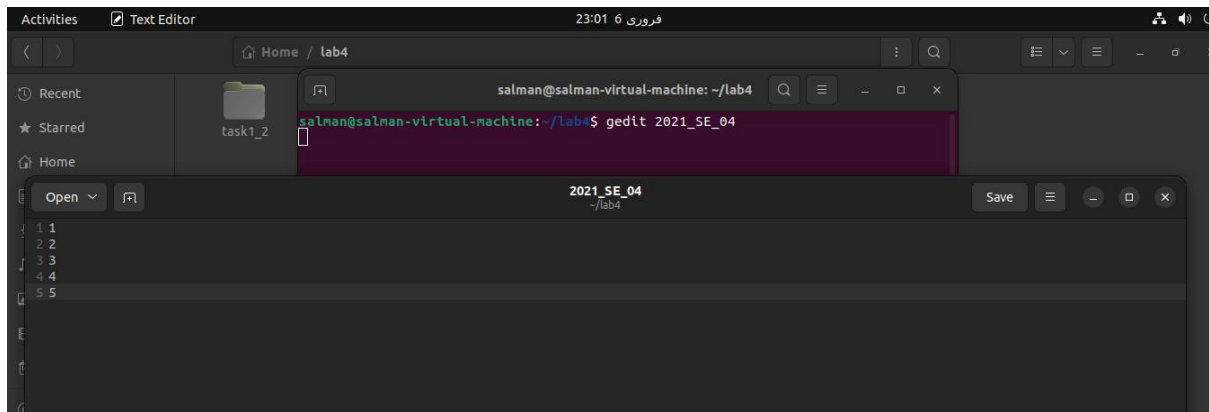 Activities Text Editor فروری 6 23:01
Home / lab4
Recent
Starred
Home
task1_2
salman@salman-virtual-machine: ~/lab4
salman@salman-virtual-machine:~/lab4$ gedit 2021_SE_04
Open 2021_SE_04 Save
~/lab4
1 1
2 2
3 3
4 4
5 5